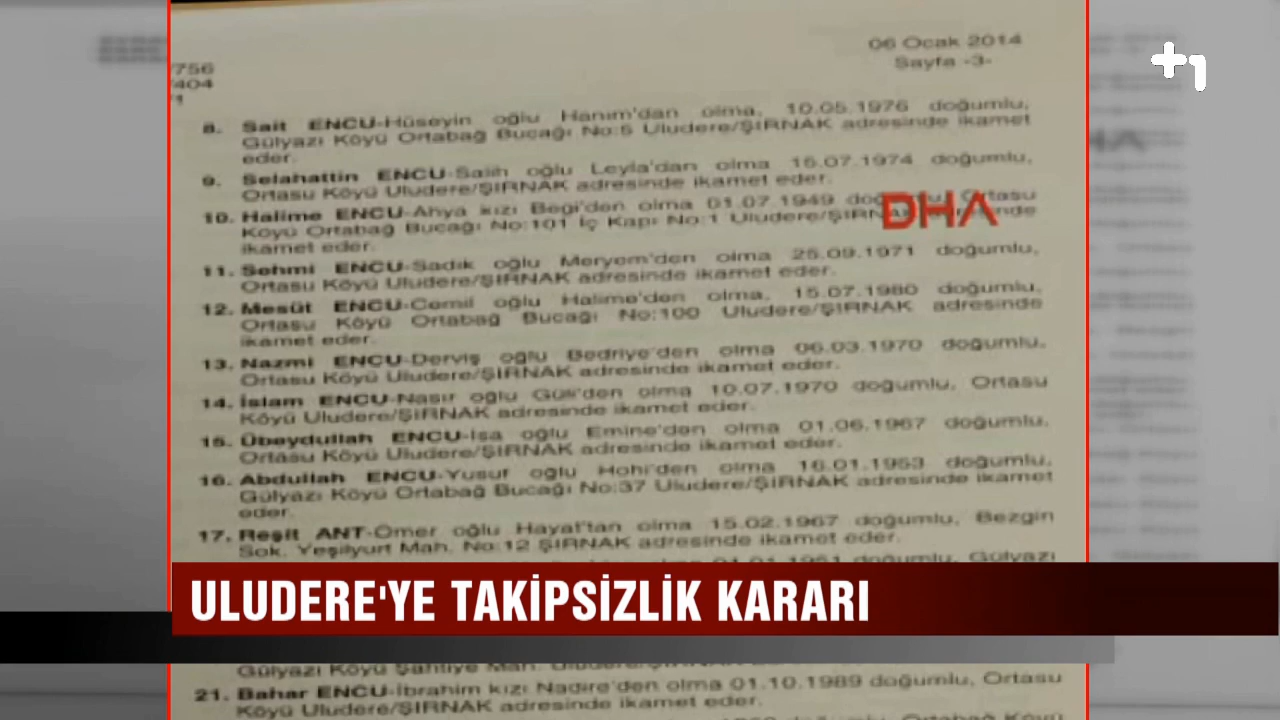 06 Ocak 2014
Sayfa -3-
+1
/756
/404
/1
8. Sait ENCU-Hüseyin oğlu Hanım'dan olma, 10.05.1976 doğumlu,
Gülyazı Köyü Ortabağ Bucağı No:5 Uludere/ŞIRNAK adresinde ikamet
eder.
9. Selahattin ENCU-Salih oğlu Leyla'dan olma 15.07.1974 doğumlu,
Ortasu Köyü Uludere/ŞIRNAK adresinde ikamet eder.
10. Halime ENCU-Ahya kızı Begi'den olma 01.07.1949 Ortasu
Köyü Ortabağ Bucağı No:101 İç Kapı No:1
ikamet eder.
DHA
11. Sehmi ENCU-Sadık oğlu Meryem'den olma 25.09.1971 doğumlu,
Ortasu Köyü Uludere/ŞIRNAK adresinde ikamet eder.
12. Mesüt ENCU-Cemil oğlu Halime'den olma, 15.07.1980 doğumlu,
Ortasu Köyü Ortabağ Bucağı No:100 Uludere/ŞIRNAK adresinde
ikamet eder.
13. Nazmi ENCU-Derviş oğlu Bedriye'den olma 06.03.1970 doğumlu,
Ortasu Köyü Uludere/ŞIRNAK adresinde ikamet eder.
14. İslam ENCU-Nasır oğlu Güli'den olma 10.07.1970 doğumlu, Ortasu
Köyü Uludere/ŞIRNAK adresinde ikamet eder.
15. Übeydullah ENCU-İsa oğlu Emine'den olma 01.06.1967 doğumlu,
Ortasu Köyü Uludere/ŞIRNAK adresinde ikamet eder.
16. Abdullah ENCU-Yusuf oğlu Hohi'den olma 16.01.1953 doğumlu,
Gülyazı Köyü Ortabağ Bucağı No:37 Uludere/ŞIRNAK adresinde ikamet
eder.
17. Reşit ANT-Ömer oğlu Hayat'tan olma 15.02.1967 doğumlu, Bezgin
Sok. Yeşilyurt Mah. No:12 ŞIRNAK adresinde ikamet eder.
01.01.1951 doğumlu, Gülyazı
ULUDERE'YE TAKİPSİZLİK KARARI
Gülyazı Köyü Sahtiye Mah.
21. Bahar ENCU-İbrahim kızı Nadire'den olma 01.10.1989 doğumlu, Ortasu
Köyü Uludere/ŞIRNAK adresinde ikamet eder.